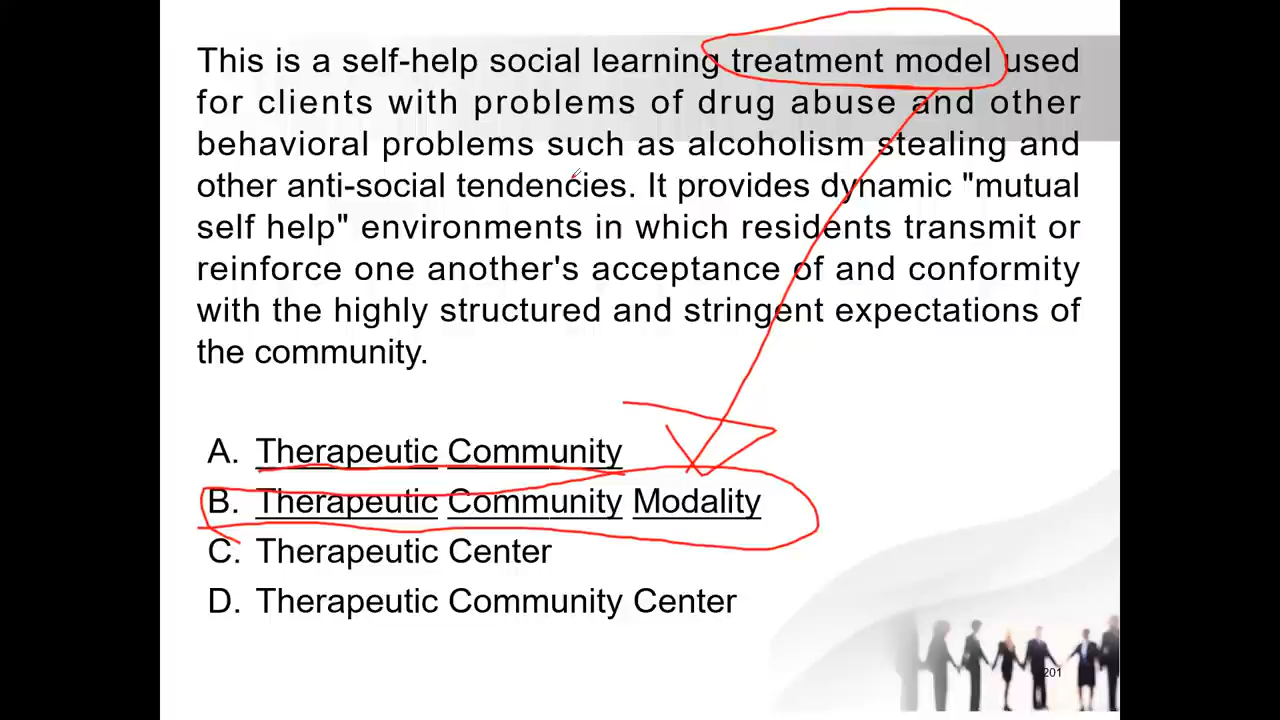 This is a self-help social learning treatment model used
for clients with problems of drug abuse and other
behavioral problems such as alcoholism stealing and
other anti-social tendencies. It provides dynamic "mutual
self help" environments in which residents transmit or
reinforce one another's acceptance of and conformity
with the highly structured and stringent expectations of
the community.
A. Therapeutic Community
B. Therapeutic Community Modality
C. Therapeutic Center
D. Therapeutic Community Center
201